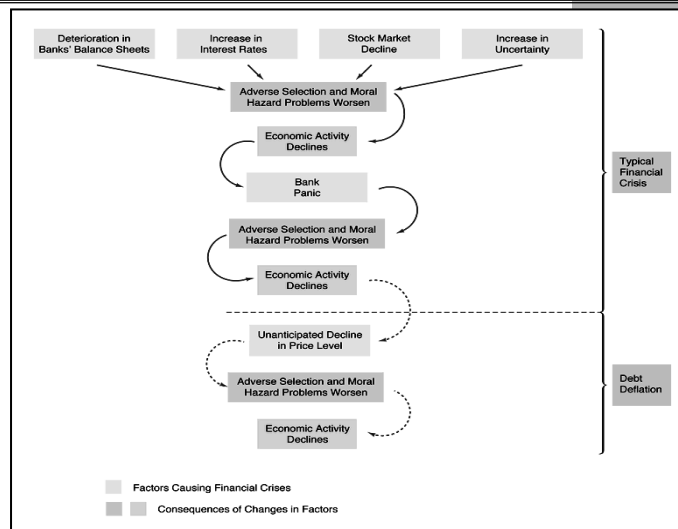 Deterioration in
Banks' Balance Sheets
Increase in
Interest Rates
Stock Market
Decline
Increase in
Uncertainty
Adverse Selection and Moral
Hazard Problems Worsen
Economic Activity
Declines
Bank
Panic
Adverse Selection and Moral
Hazard Problems Worsen
Economic Activity
Declines
Typical
Financial
Crisis
Unanticipated Decline
in Price Level
Adverse Selection and Moral
Hazard Problems Worsen
Economic Activity
Declines
Debt
Deflation
Factors Causing Financial Crises
Consequences of Changes in Factors